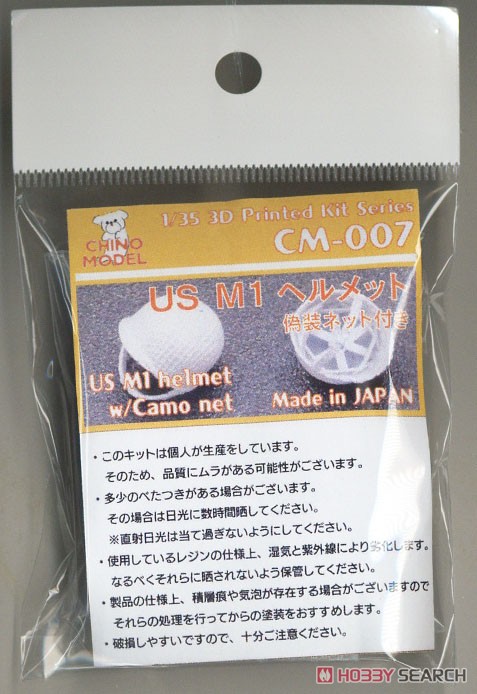 1/35 3D Printed Kit Series
CHINO
MODEL
CM-007
US M1 ヘルメット
偽装ネット付き
US M1 helmet
w/Camo net
Made in JAPAN
・このキットは個人が生産をしています。
そのため、品質にムラがある可能性がございます。
・多少のべたつきがある場合がございます。
その場合は日光に数時間晒してください。
※直射日光は当て過ぎないようにしてください。
・使用しているレジンの仕様上、湿気と紫外線により劣化します。
なるべくそれらに晒されないよう保管してください。
・製品の仕様上、積層痕や気泡が存在する場合がございますので
それらの処理を行ってからの塗装をおすすめします。
・破損しやすいですので、十分ご注意ください。
HOBBY SEARCH